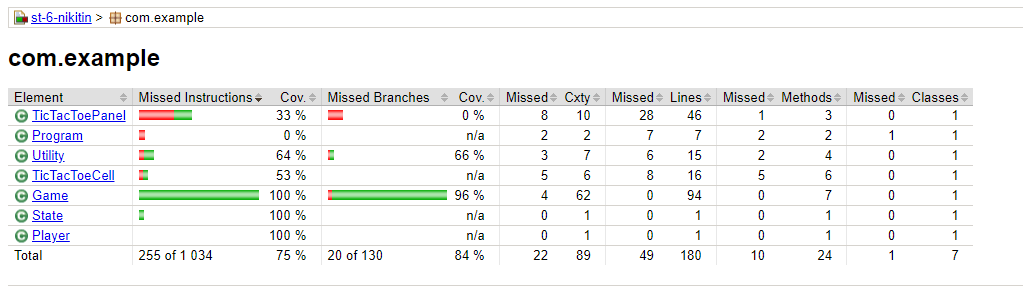 st-6-nikitin > com.example
com.example
Element Missed Instructions Cov. Missed Branches Cov. Missed Cxty Missed Lines Missed Methods Missed Classes
TicTacToePanel 33 % 0 % 8 10 28 46 1 3 0 1
Program 0 % n/a 2 2 7 7 2 2 1 1
Utility 64 % 66 % 3 7 6 15 2 4 0 1
TicTacToeCell 53 % n/a 5 6 8 16 5 6 0 1
Game 100 % 96 % 4 62 0 94 0 7 0 1
State 100 % n/a 0 1 0 1 0 1 0 1
Player 100 % n/a 0 1 0 1 0 1 0 1
Total 255 of 1 034 75 % 20 of 130 84 % 22 89 49 180 10 24 1 7